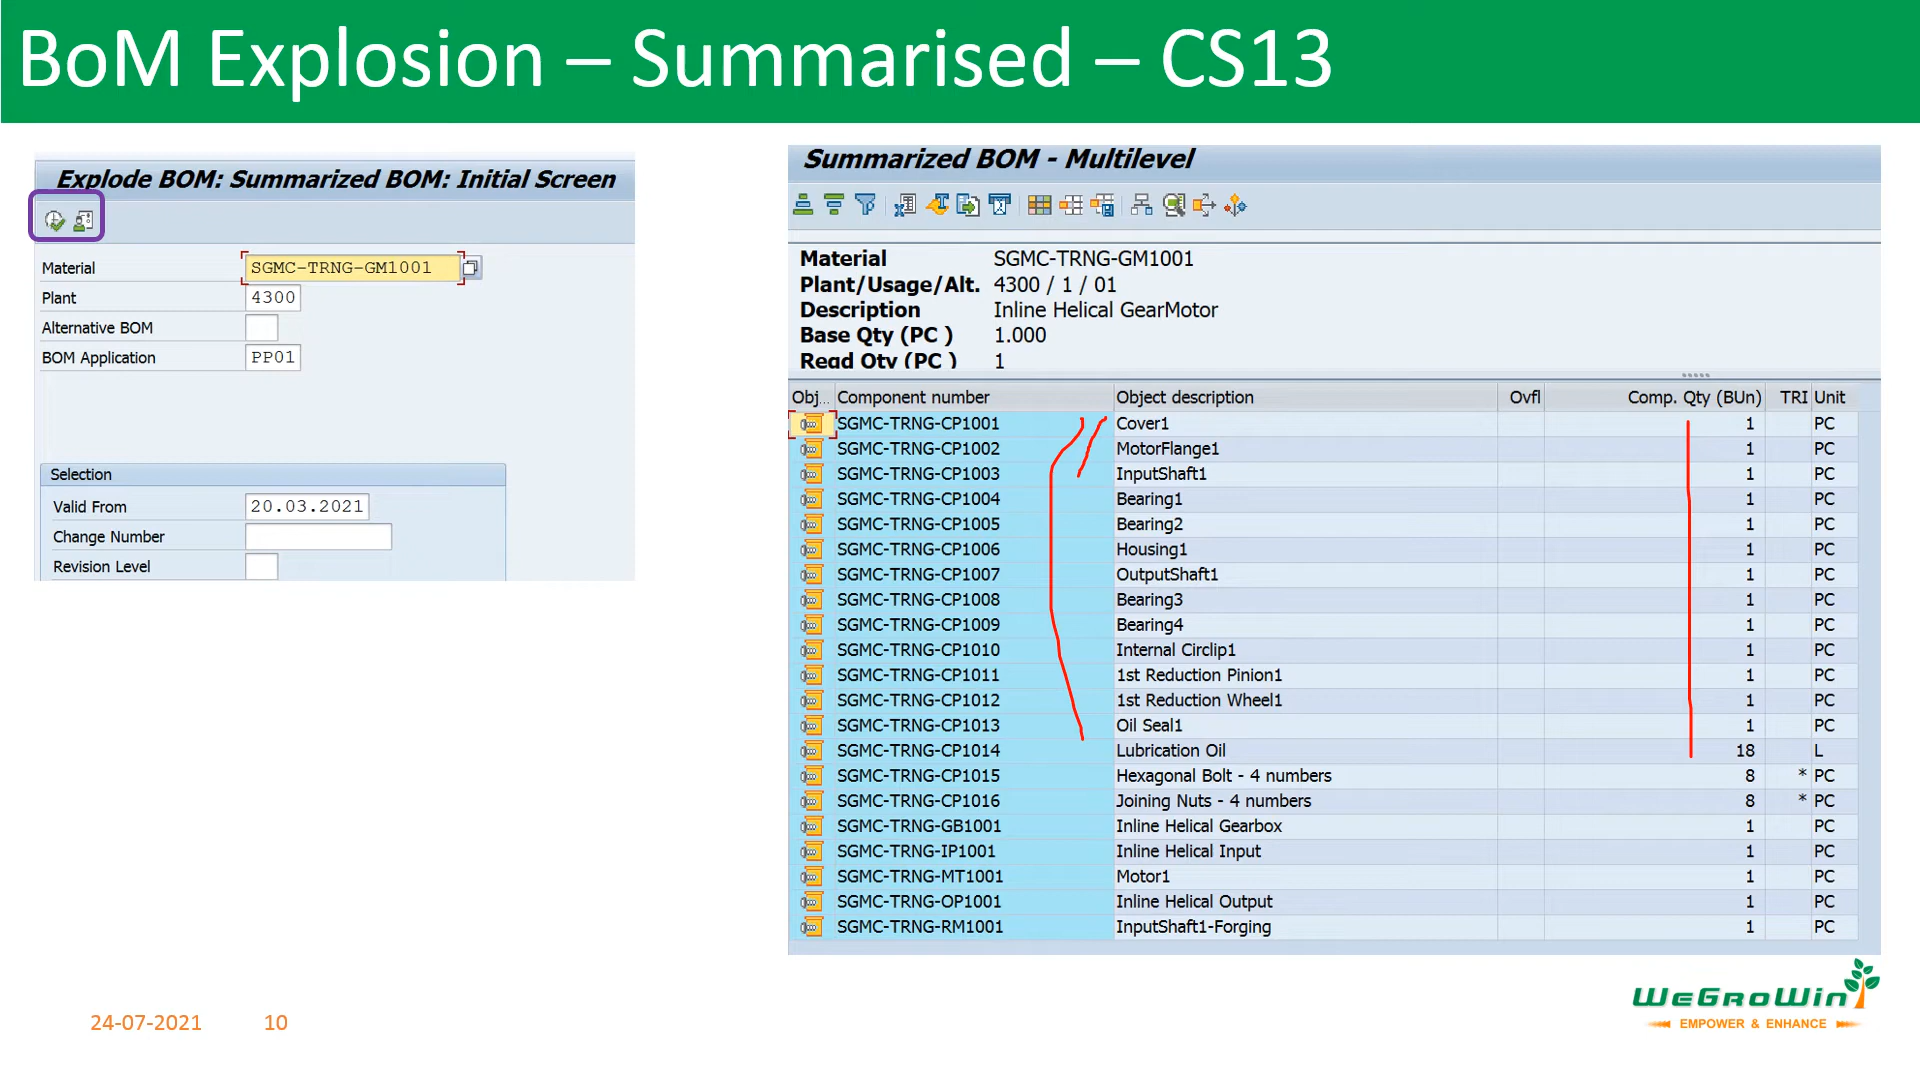 BoM Explosion – Summarised – CS13
Explode BOM: Summarized BOM: Initial Screen
Material SGMC-TRNG-GM1001
Plant 4300
Alternative BOM
BOM Application PP01
Selection
Valid From 20.03.2021
Change Number
Revision Level
Summarized BOM - Multilevel
Material SGMC-TRNG-GM1001
Plant/Usage/Alt. 4300 / 1 / 01
Description Inline Helical GearMotor
Base Qty (PC ) 1.000
Reqd Qty (PC ) 1
Obj... Component number Object description Ovfl Comp. Qty (BUn) TRI Unit
SGMC-TRNG-CP1001 Cover1 1 PC
SGMC-TRNG-CP1002 MotorFlange1 1 PC
SGMC-TRNG-CP1003 InputShaft1 1 PC
SGMC-TRNG-CP1004 Bearing1 1 PC
SGMC-TRNG-CP1005 Bearing2 1 PC
SGMC-TRNG-CP1006 Housing1 1 PC
SGMC-TRNG-CP1007 OutputShaft1 1 PC
SGMC-TRNG-CP1008 Bearing3 1 PC
SGMC-TRNG-CP1009 Bearing4 1 PC
SGMC-TRNG-CP1010 Internal Circlip1 1 PC
SGMC-TRNG-CP1011 1st Reduction Pinion1 1 PC
SGMC-TRNG-CP1012 1st Reduction Wheel1 1 PC
SGMC-TRNG-CP1013 Oil Seal1 1 PC
SGMC-TRNG-CP1014 Lubrication Oil 18 L
SGMC-TRNG-CP1015 Hexagonal Bolt - 4 numbers 8 * PC
SGMC-TRNG-CP1016 Joining Nuts - 4 numbers 8 * PC
SGMC-TRNG-GB1001 Inline Helical Gearbox 1 PC
SGMC-TRNG-IP1001 Inline Helical Input 1 PC
SGMC-TRNG-MT1001 Motor1 1 PC
SGMC-TRNG-OP1001 Inline Helical Output 1 PC
SGMC-TRNG-RM1001 InputShaft1-Forging 1 PC
WeGroWin
EMPOWER & ENHANCE
24-07-2021 10